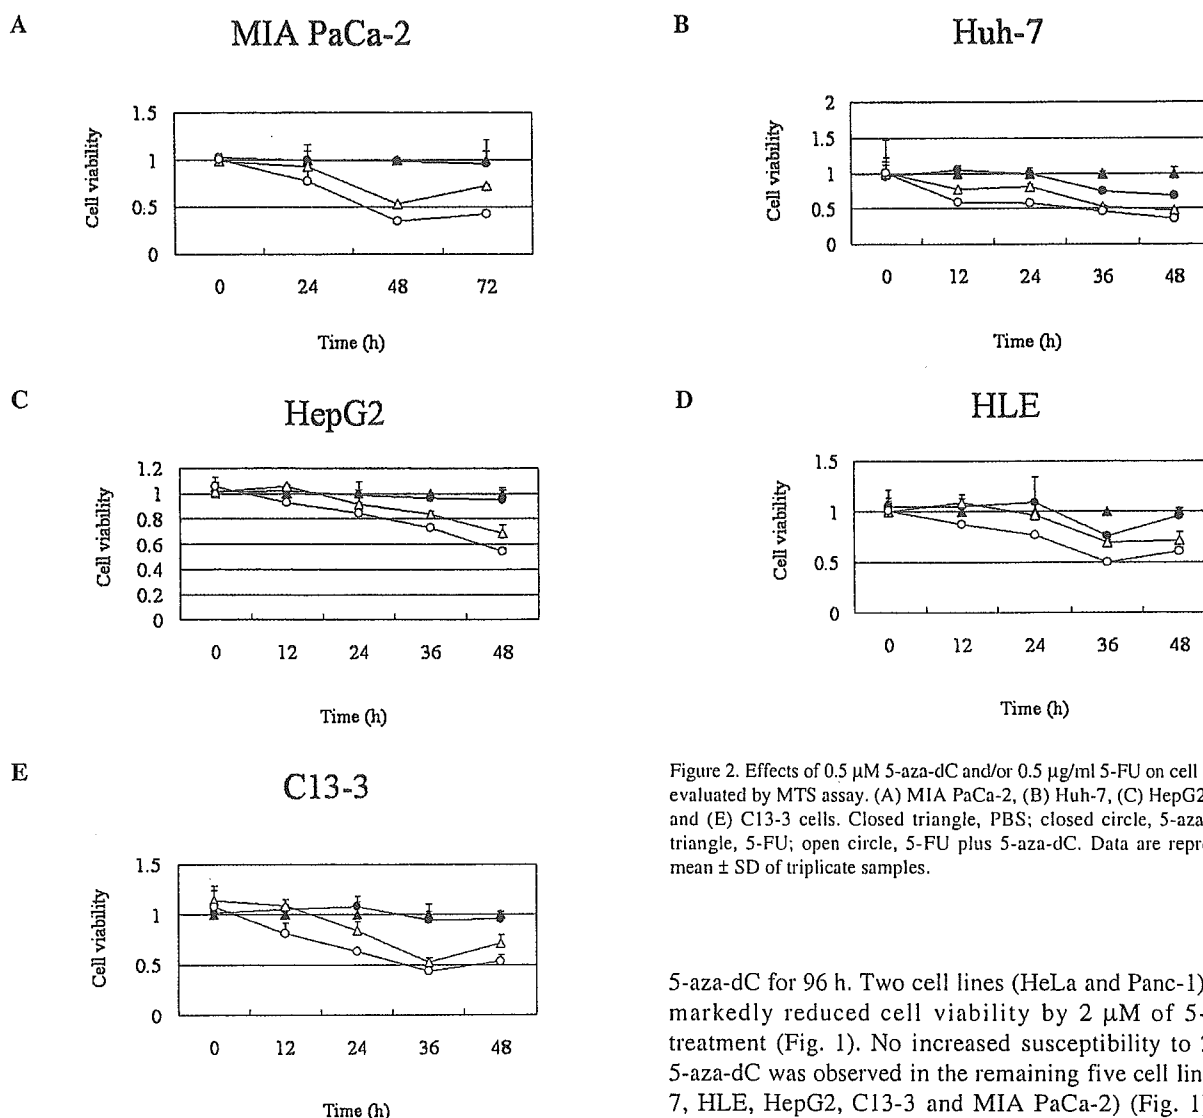 A
MIA PaCa-2
1.5
1
0.5
0
Cell viability
0 24 48 72
Time (h)
B
Huh-7
2
1.5
1
0.5
0
Cell viability
0 12 24 36 48
Time (h)
C
HepG2
1.2
1
0.8
0.6
0.4
0.2
0
Cell viability
0 12 24 36 48
Time (h)
D
HLE
1.5
1
0.5
0
Cell viability
0 12 24 36 48
Time (h)
E
C13-3
1.5
1
0.5
0
Cell viability
0 12 24 36 48
Time (h)
Figure 2. Effects of 0.5 μM 5-aza-dC and/or 0.5 μg/ml 5-FU on cell
evaluated by MTS assay. (A) MIA PaCa-2, (B) Huh-7, (C) HepG2
and (E) C13-3 cells. Closed triangle, PBS; closed circle, 5-aza
triangle, 5-FU; open circle, 5-FU plus 5-aza-dC. Data are repr
mean ± SD of triplicate samples.
5-aza-dC for 96 h. Two cell lines (HeLa and Panc-1)
markedly reduced cell viability by 2 μM of 5-
treatment (Fig. 1). No increased susceptibility to
5-aza-dC was observed in the remaining five cell lin
7, HLE, HepG2, C13-3 and MIA PaCa-2) (Fig. 1